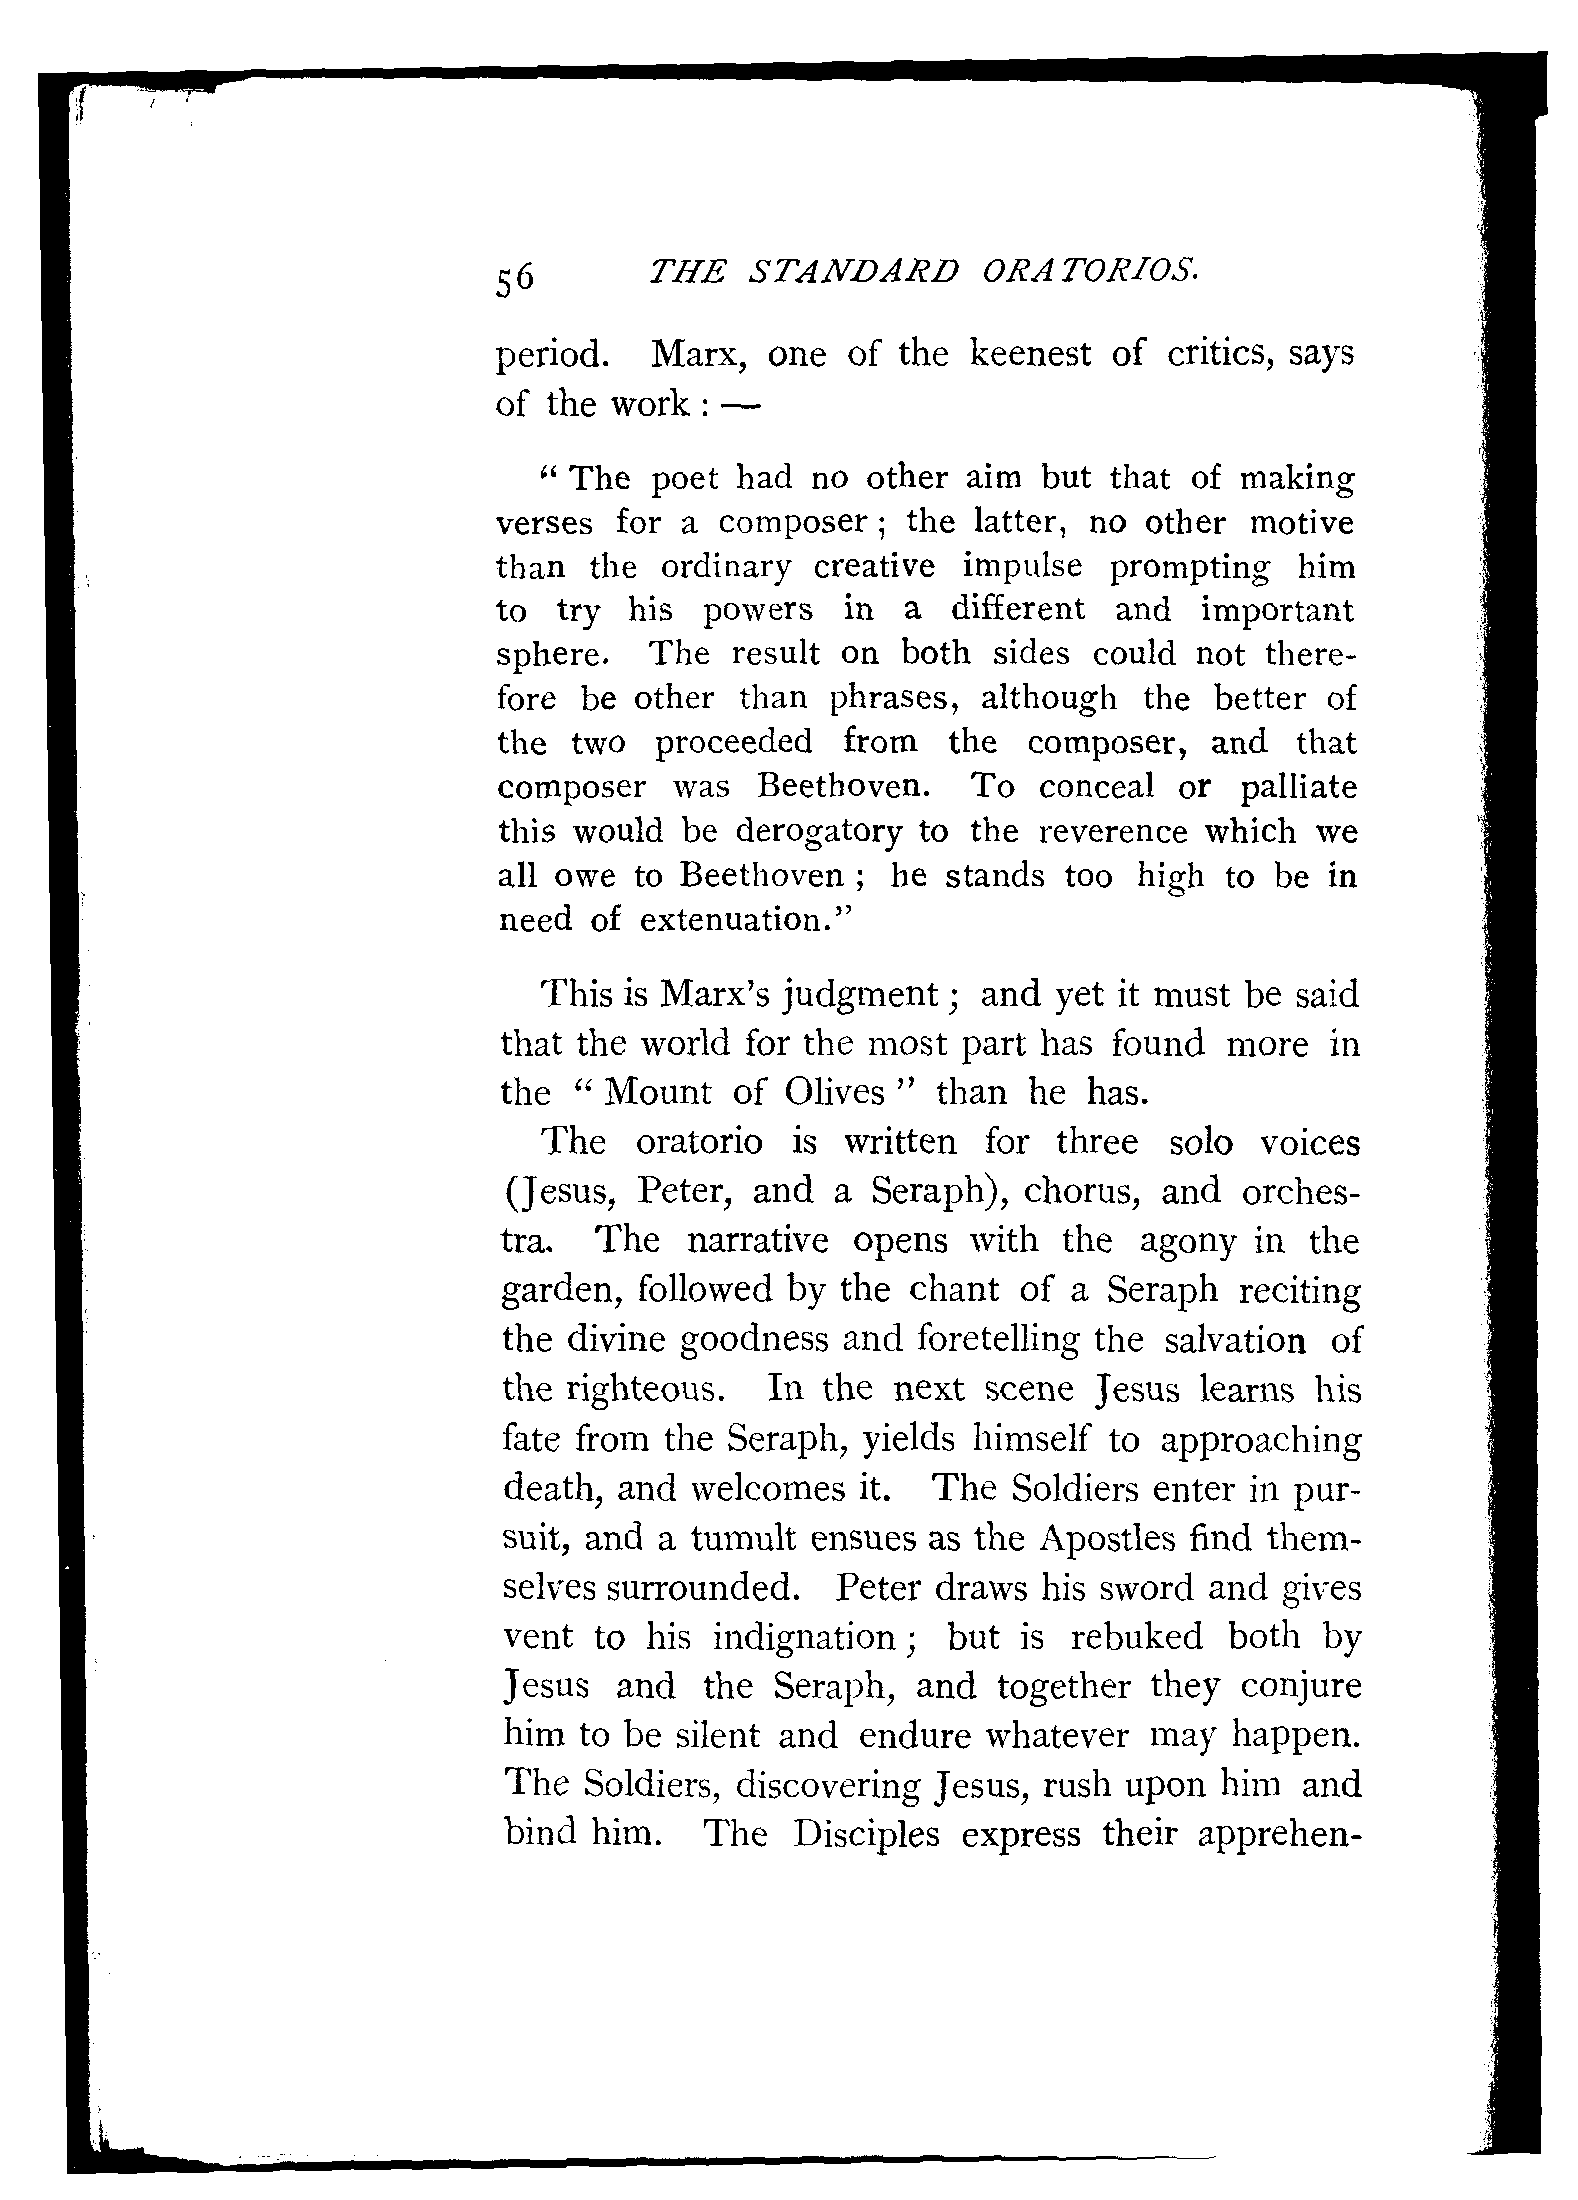 56 THE STANDARD ORATORIOS.
period. Marx, one of the keenest of critics, says
of the work : —
“ The poet had no other aim but that of making
verses for a composer ; the latter, no other motive
than the ordinary creative impulse prompting him
to try his powers in a different and important
sphere. The result on both sides could not there-
fore be other than phrases, although the better of
the two proceeded from the composer, and that
composer was Beethoven. To conceal or palliate
this would be derogatory to the reverence which we
all owe to Beethoven ; he stands too high to be in
need of extenuation.”
This is Marx’s judgment ; and yet it must be said
that the world for the most part has found more in
the “ Mount of Olives ” than he has.
The oratorio is written for three solo voices
(Jesus, Peter, and a Seraph), chorus, and orches-
tra. The narrative opens with the agony in the
garden, followed by the chant of a Seraph reciting
the divine goodness and foretelling the salvation of
the righteous. In the next scene Jesus learns his
fate from the Seraph, yields himself to approaching
death, and welcomes it. The Soldiers enter in pur-
suit, and a tumult ensues as the Apostles find them-
selves surrounded. Peter draws his sword and gives
vent to his indignation ; but is rebuked both by
Jesus and the Seraph, and together they conjure
him to be silent and endure whatever may happen.
The Soldiers, discovering Jesus, rush upon him and
bind him. The Disciples express their apprehen-